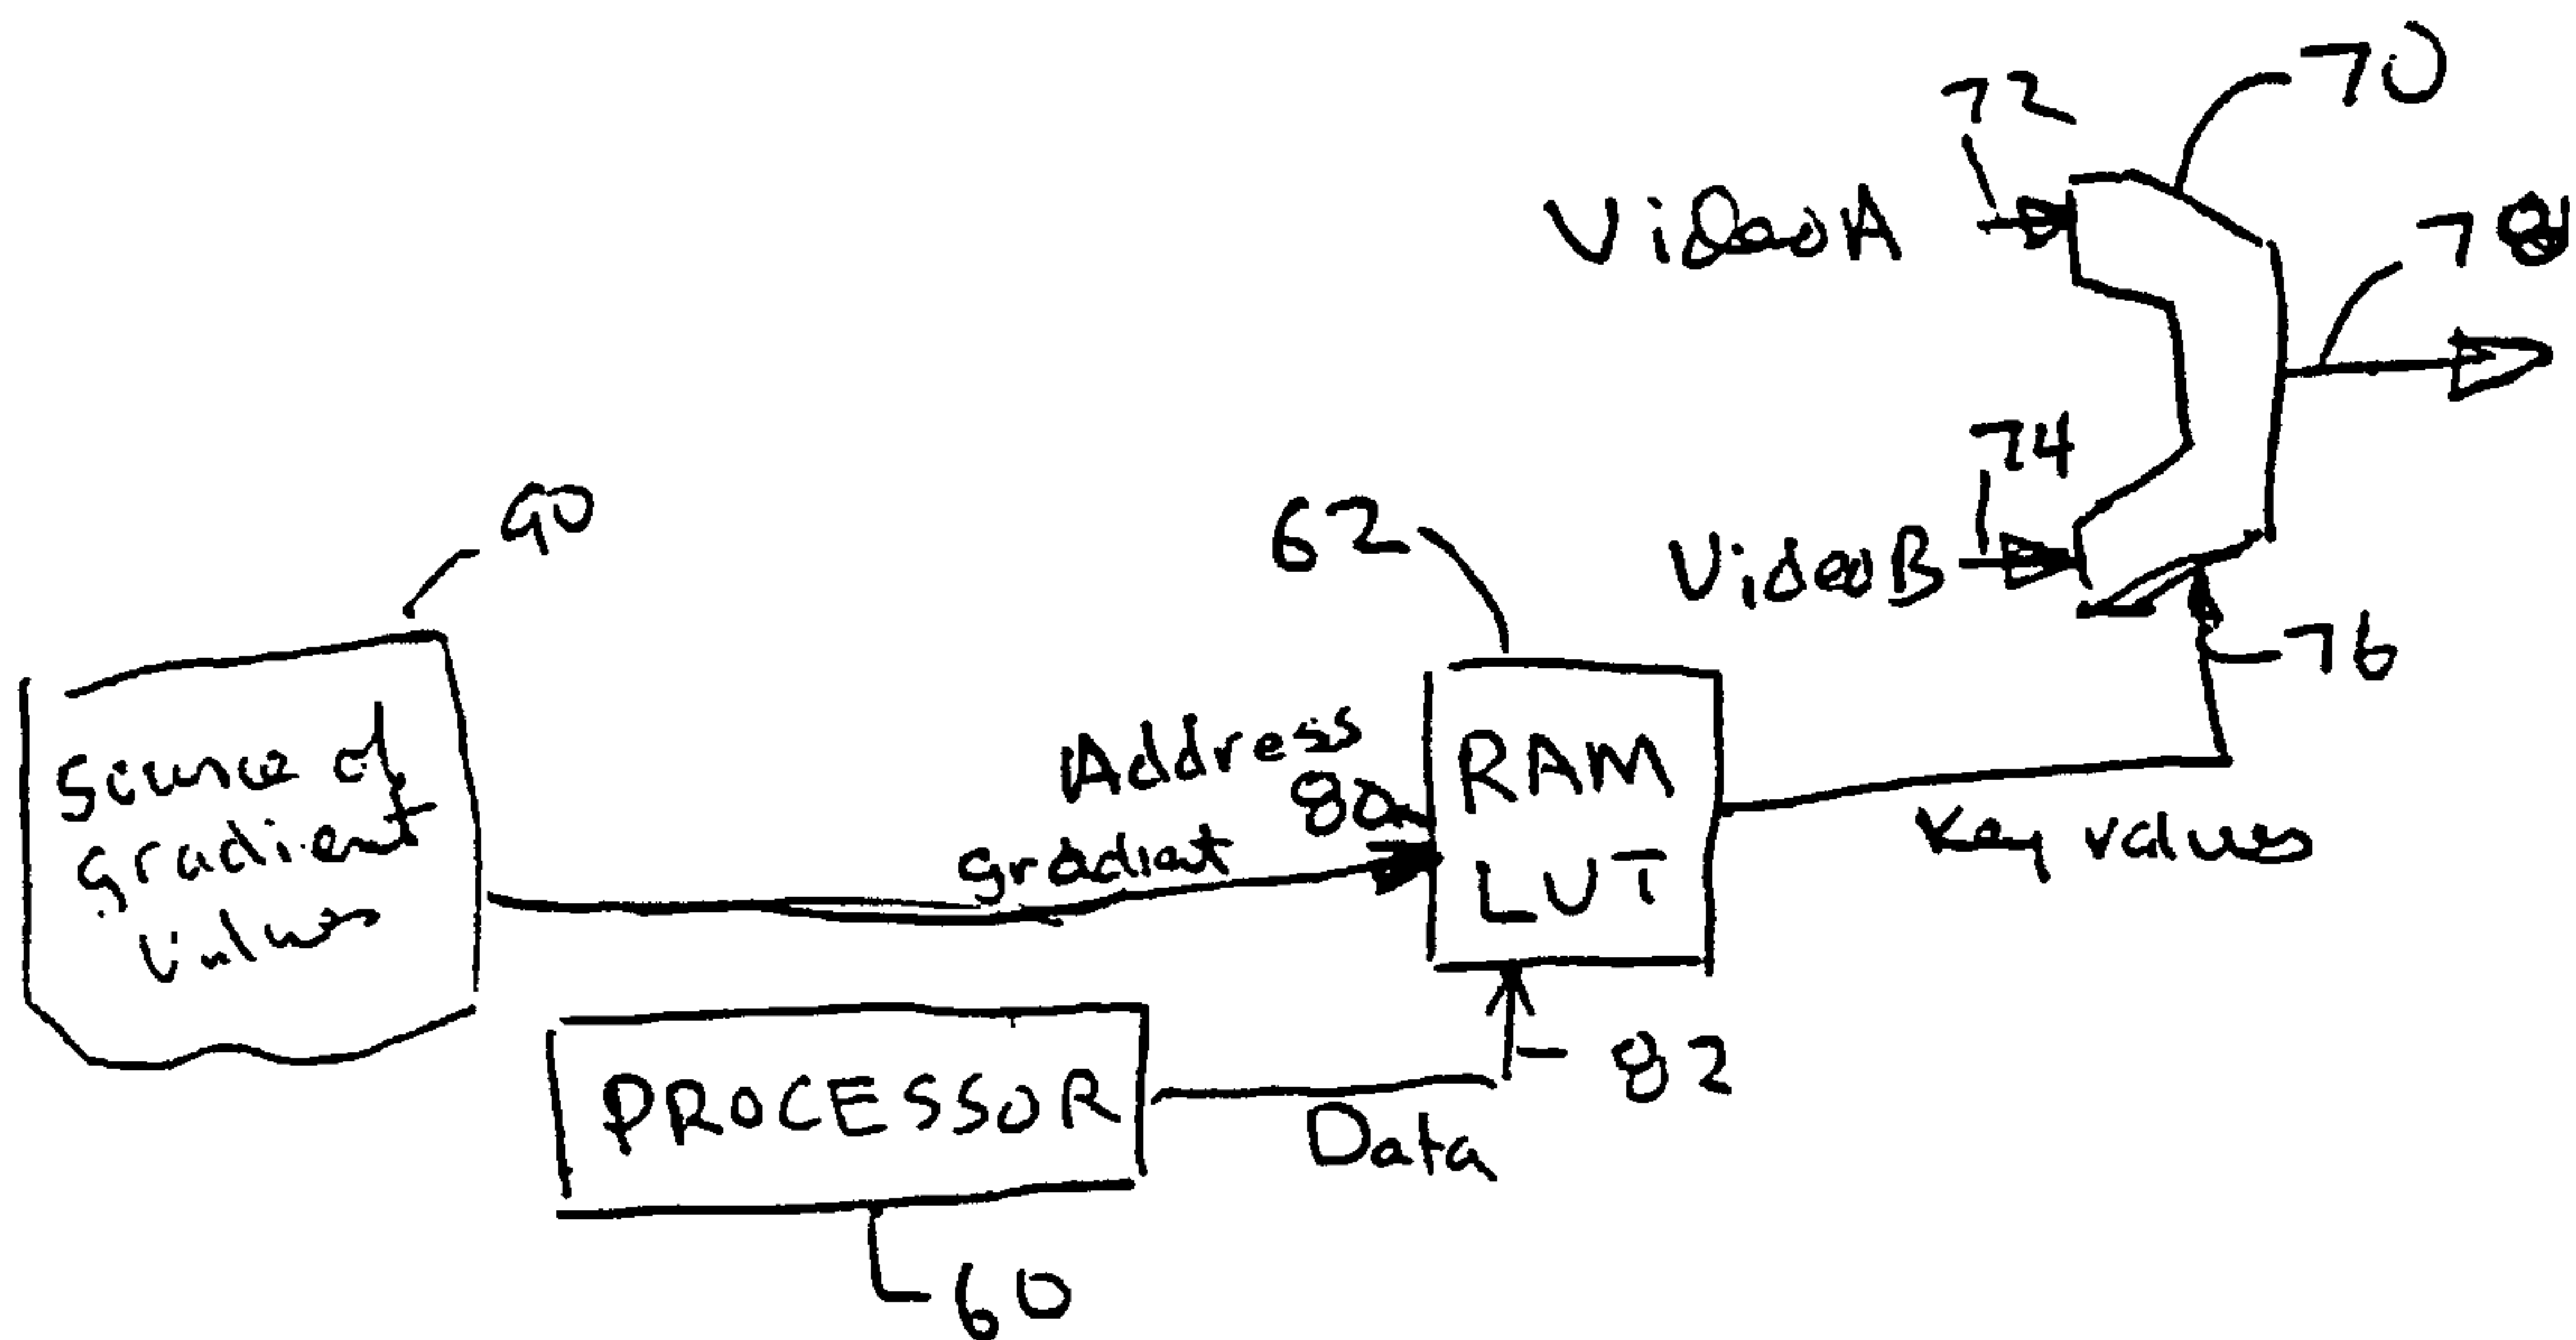 72
70
Video A
78
74
90
62
Video B
76
Source of
gradient
values
Address
80
gradiat
RAM
LUT
Key values
82
PROCESSOR
Data
60